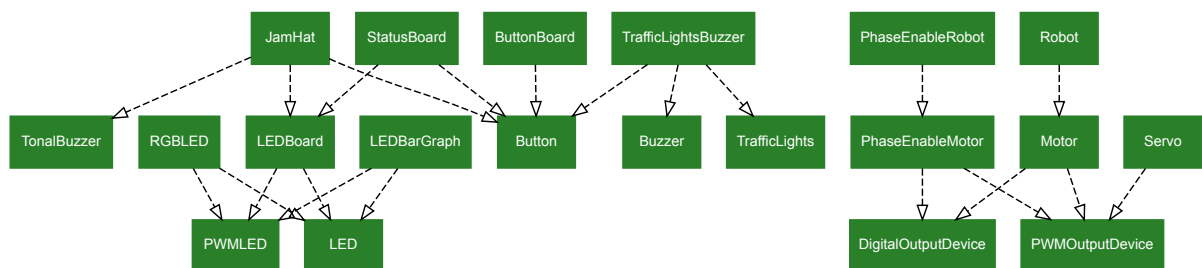 JamHat
StatusBoard
ButtonBoard
TrafficLightsBuzzer
PhaseEnableRobot
Robot
TonalBuzzer
RGBLED
LEDBoard
LEDBarGraph
Button
Buzzer
TrafficLights
PhaseEnableMotor
Motor
Servo
PWMLED
LED
DigitalOutputDevice
PWMOutputDevice